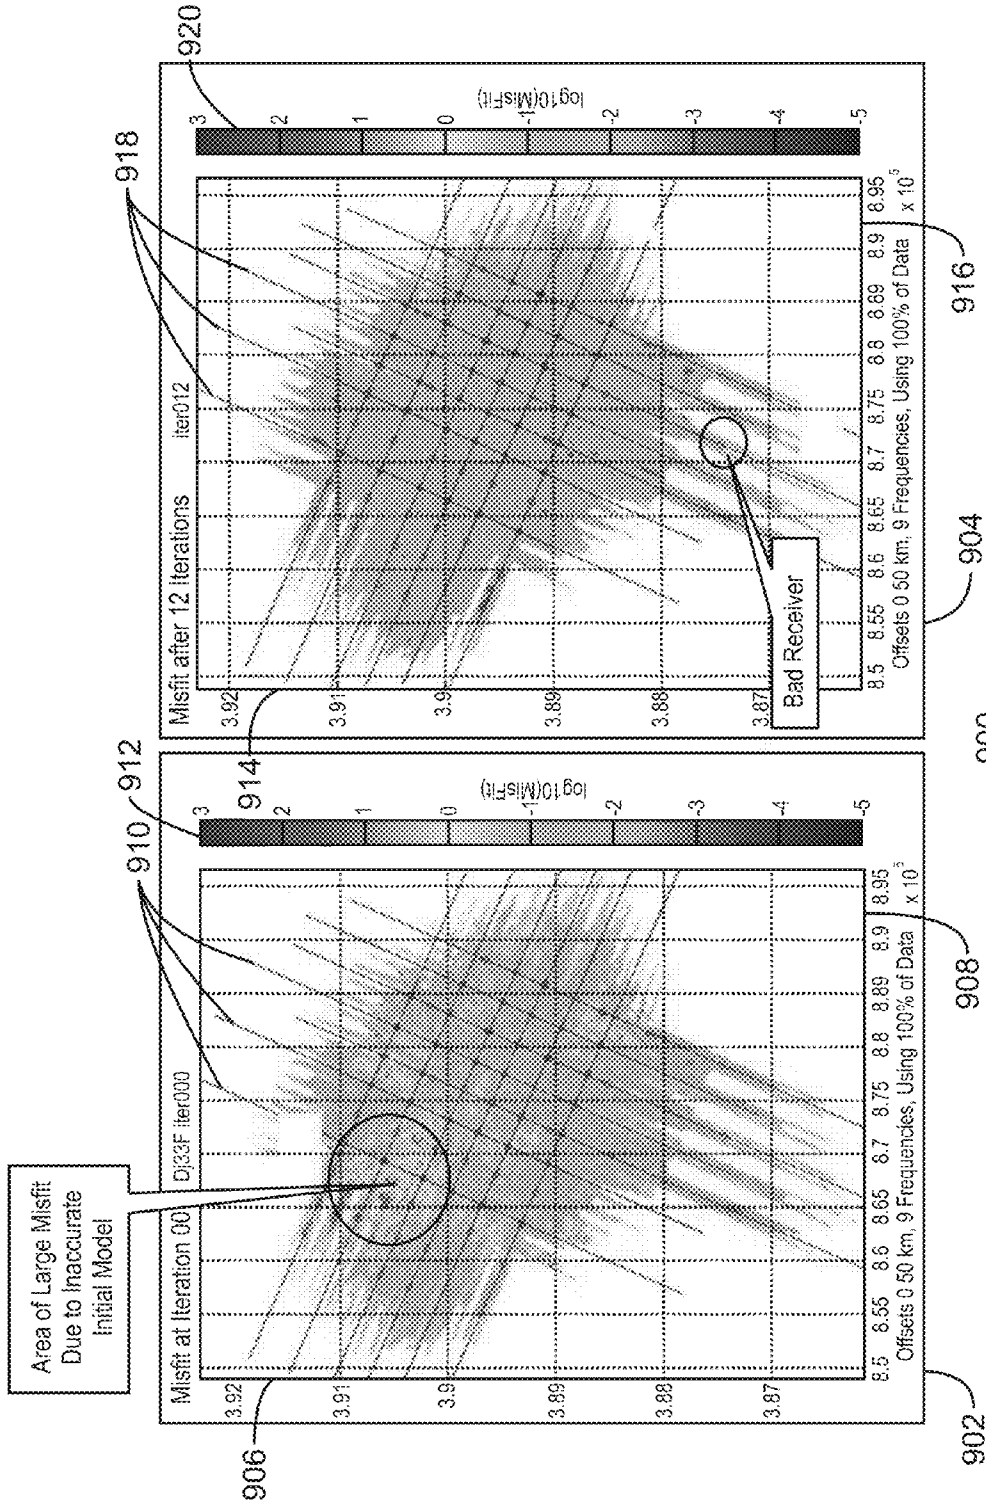 Area of Large Misfit
Due to Inaccurate
Initial Model
910
912
906
Misfit at Iteration 00
Dj33F iter000
3.92
3.91
3.9
3.89
3.88
3.87
8.5 8.55 8.6 8.65 8.7 8.75 8.8 8.89 8.9 8.95
x 10⁵
Offsets 0 50 km, 9 Frequencies, Using 100% of Data
3
2
1
0
-1
-2
-3
-4
-5
log10(MisFit)
902
908
918
920
914
Misfit after 12 Iterations
iter012
3.92
3.91
3.9
3.89
3.88
3.87
8.5 8.55 8.6 8.65 8.7 8.75 8.8 8.89 8.9 8.95
x 10⁵
Offsets 0 50 km, 9 Frequencies, Using 100% of Data
3
2
1
0
-1
-2
-3
-4
-5
log10(MisFit)
Bad Receiver
904
916